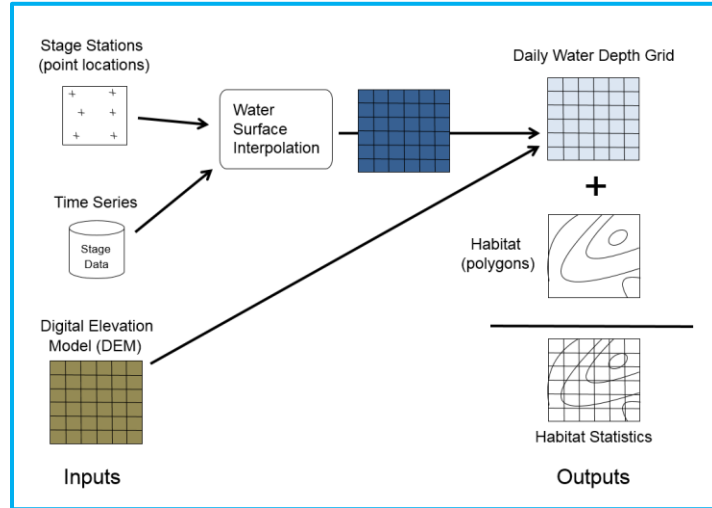 Stage Stations
(point locations)
Daily Water Depth Grid
Water
Surface
Interpolation
Time Series
Stage
Data
Habitat
(polygons)
Digital Elevation
Model (DEM)
Habitat Statistics
Inputs
Outputs